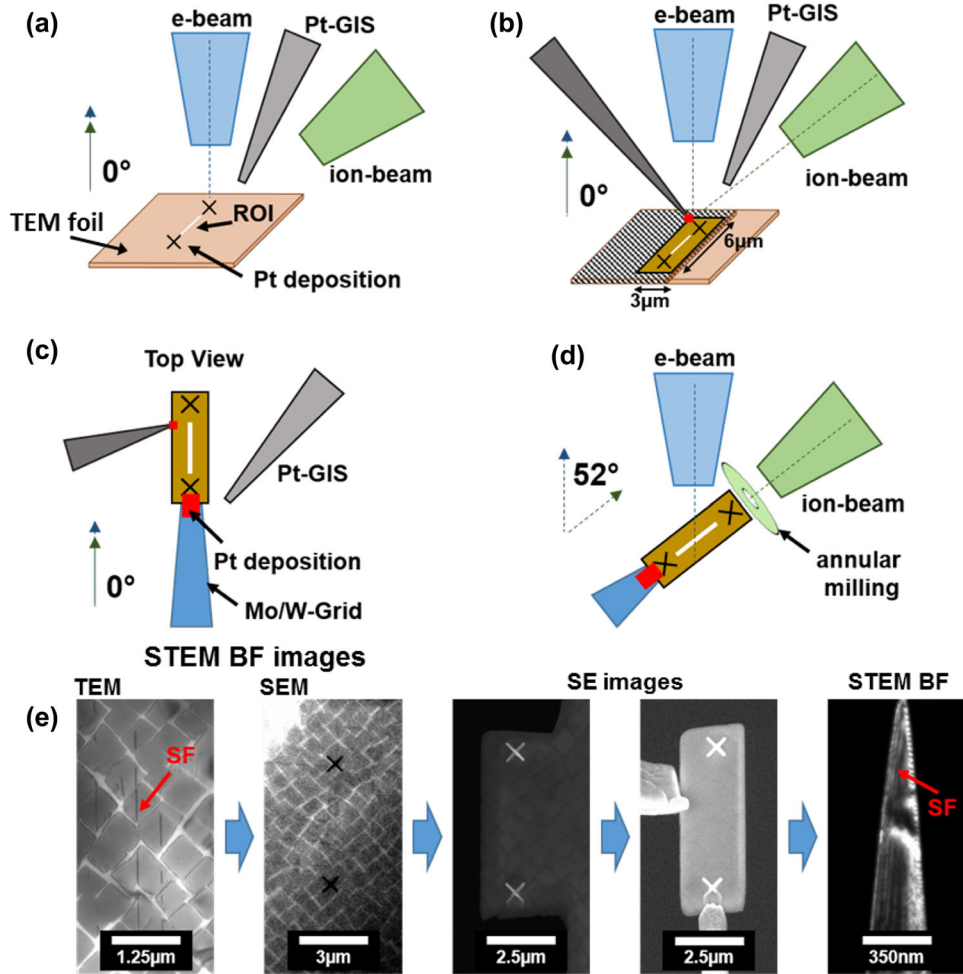 (a)
e-beam
Pt-GIS
ion-beam
0°
TEM foil
ROI
Pt deposition
(b)
e-beam
Pt-GIS
ion-beam
0°
6µm
3µm
(c)
Top View
Pt-GIS
Pt deposition
0°
Mo/W-Grid
(d)
e-beam
52°
ion-beam
annular
milling
STEM BF images
TEM
SEM
SE images
STEM BF
(e)
SF
SF
1.25µm
3µm
2.5µm
2.5µm
350nm